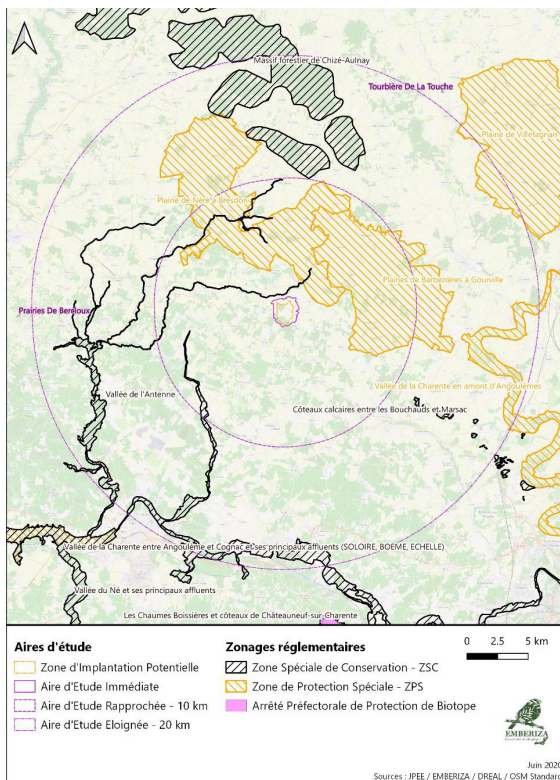 Massif forestier de Chizé-Aulnay
Tourbière De La Touche
Plaine de Villefagnan
Plaine de Néré à Bresdon
Plaines de Barbezières à Gourville
Prairies De Bereloux
Vallée de la Charente en amont d'Angoulêmes
Vallée de l'Antenne
Côteaux calcaires entre les Bouchauds et Marsac
Vallée de la Charente entre Angoulême et Cognac et ses principaux affluents (SOLOIRE, BOEME, ECHELLE)
Vallée du Né et ses principaux affluents
Les Chaumes Boissières et côteaux de Châteauneuf-sur-Charente
Aires d'étude
Zone d'Implantation Potentielle
Aire d'Etude Immédiate
Aire d'Etude Rapprochée - 10 km
Aire d'Etude Eloignée - 20 km
Zonages réglementaires
Zone Spéciale de Conservation - ZSC
Zone de Protection Spéciale - ZPS
Arrêté Préfectorale de Protection de Biotope
0 2.5 5 km
EMBERIZA
Juin 2020
Sources : JPEE / EMBERIZA / DREAL / OSM Standard